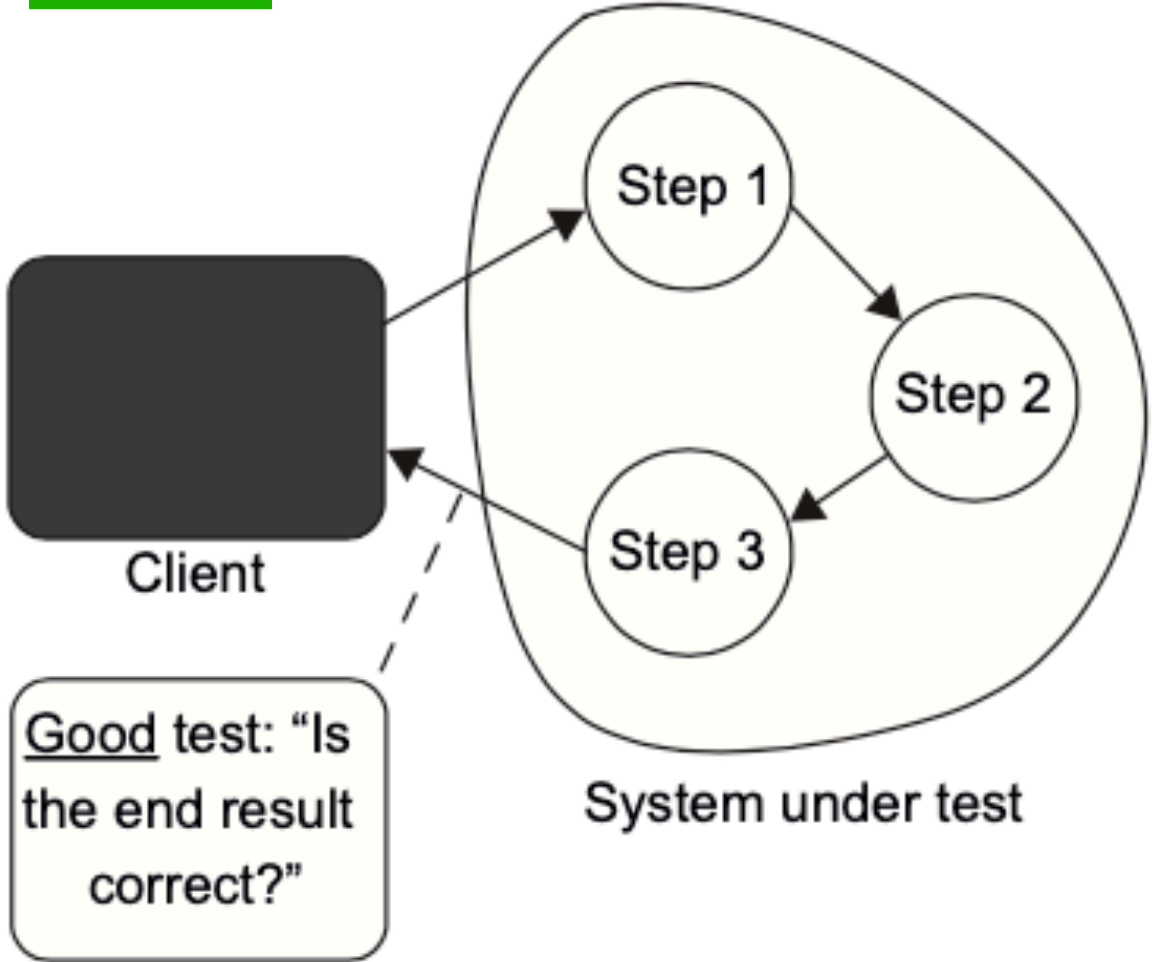 Step 1
Step 2
Step 3
Client
Good test: “Is
the end result
correct?”
System under test